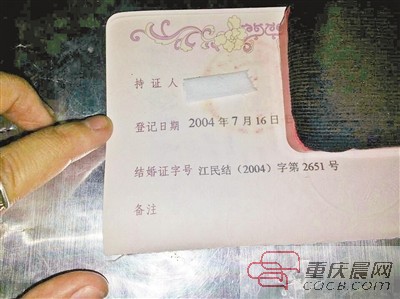 持证人
登记日期 2004年7月16日
结婚证字号 江民结（2004）字第2651号
备注
重庆晨网
CQCB.com